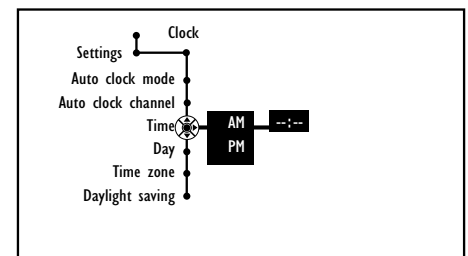 Clock
Settings
Auto clock mode
Auto clock channel
Time AM --:--
Day PM
Time zone
Daylight saving